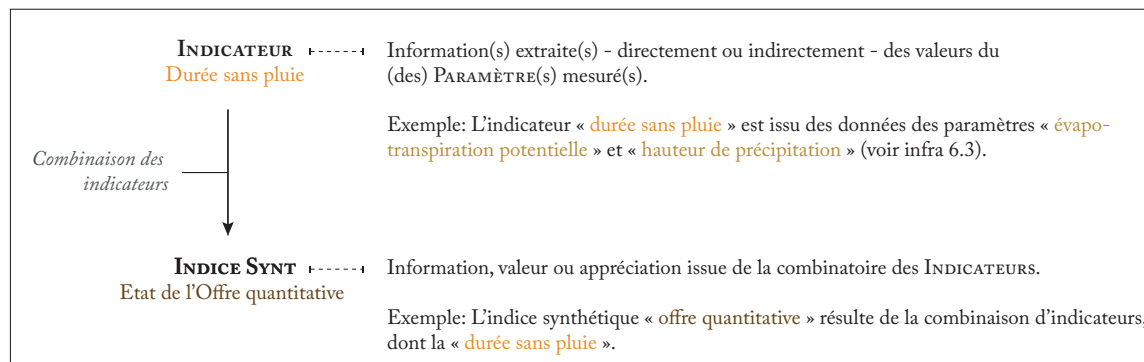 INDICATEUR
Durée sans pluie
Information(s) extraite(s) - directement ou indirectement - des valeurs du
(des) PARAMÈTRE(s) mesuré(s).
Exemple: L'indicateur « durée sans pluie » est issu des données des paramètres « évapo-
transpiration potentielle » et « hauteur de précipitation » (voir infra 6.3).
Combinaison des
indicateurs
INDICE SYNT
Etat de l'Offre quantitative
Information, valeur ou appréciation issue de la combinatoire des INDICATEURS.
Exemple: L'indice synthétique « offre quantitative » résulte de la combinaison d'indicateurs,
dont la « durée sans pluie ».